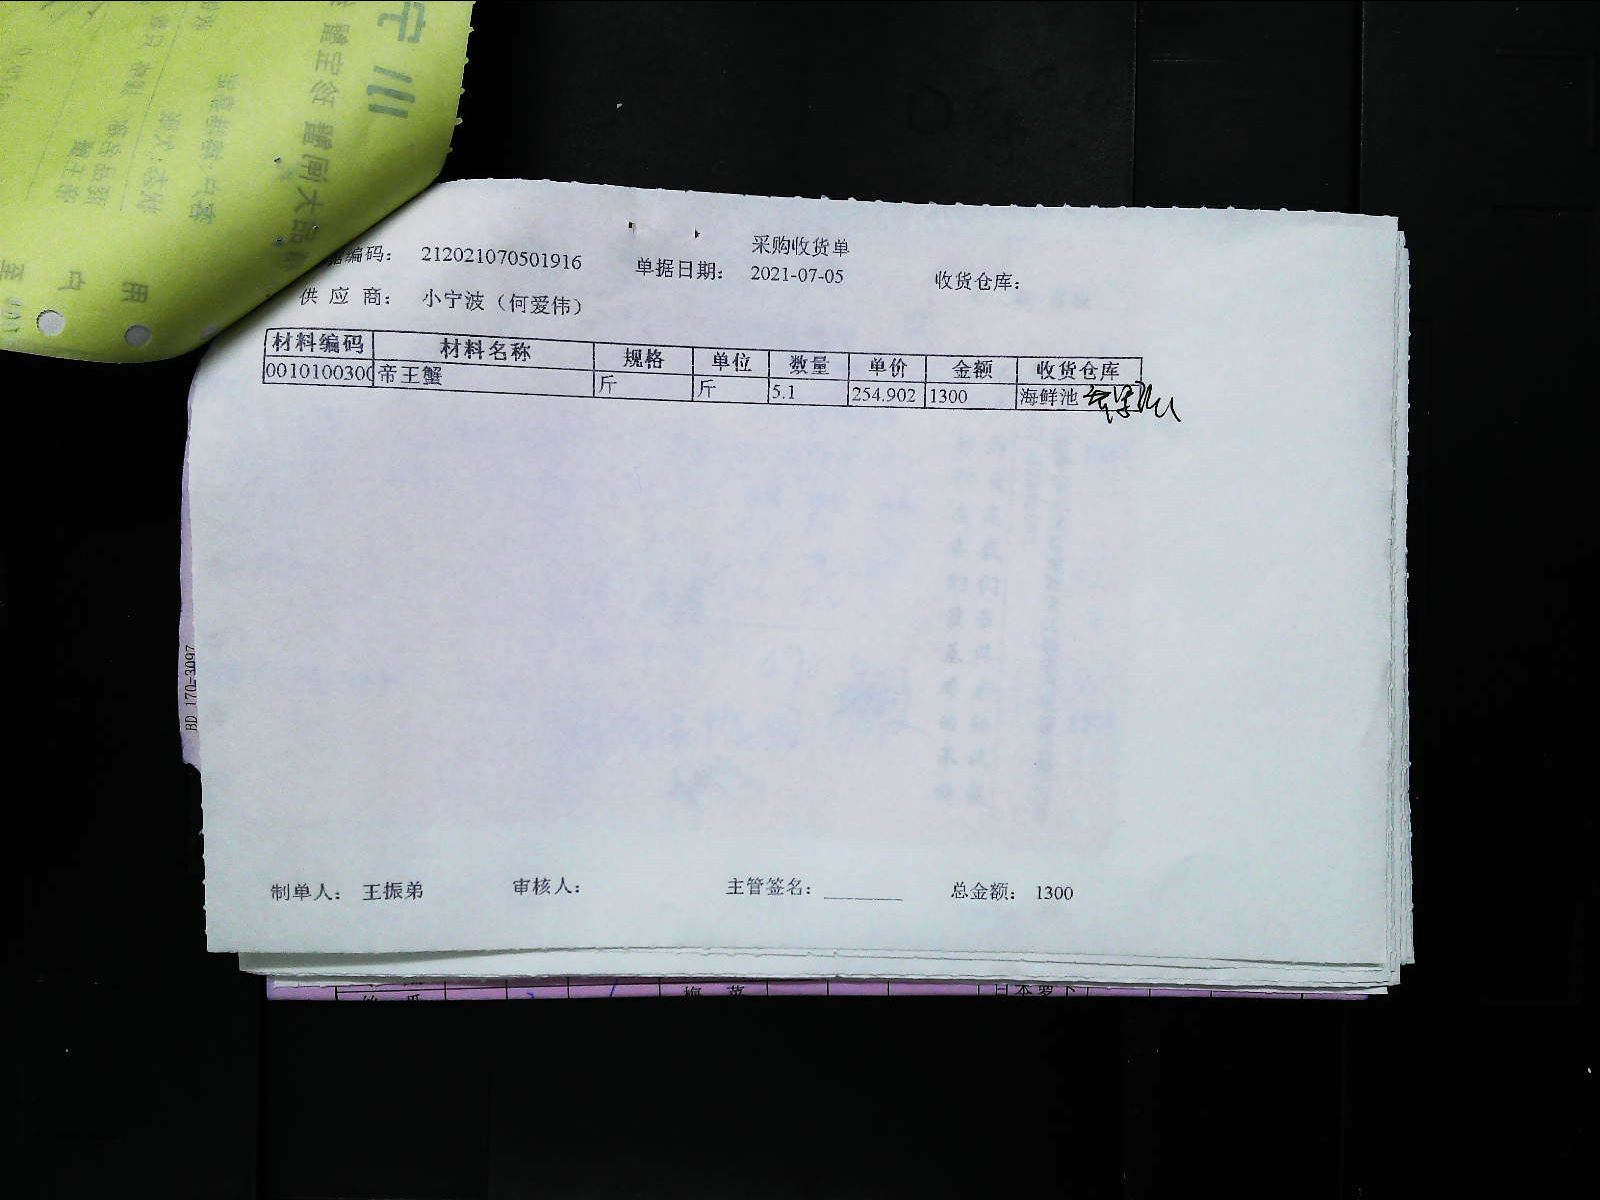 采购收货单
据编码： 212021070501916 单据日期： 2021-07-05 收货仓库：
供应商： 小宁波（何爱伟）
材料编码 材料名称 规格 单位 数量 单价 金额 收货仓库
0010100300 帝王蟹 斤 斤 5.1 254.902 1300 海鲜池
BD 170-3097
制单人： 王振弟 审核人： 主管签名： ________ 总金额： 1300